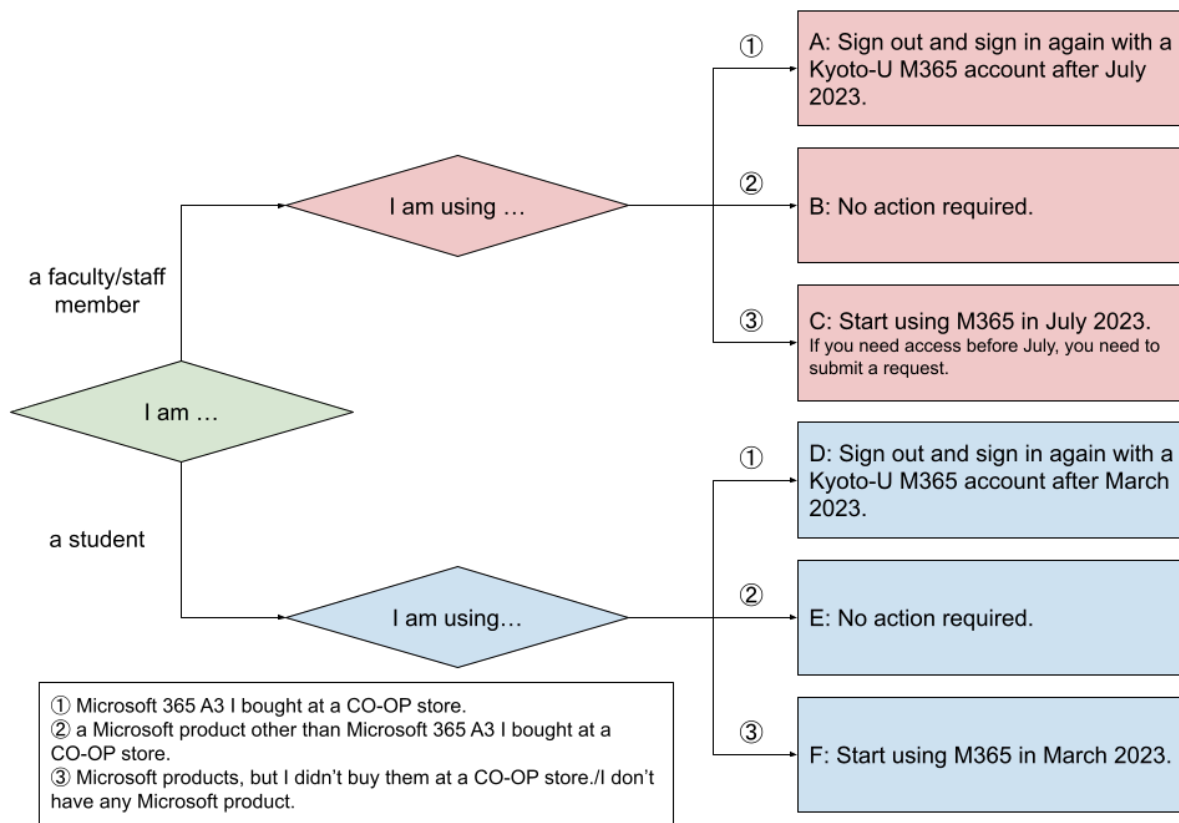 ①
A: Sign out and sign in again with a
Kyoto-U M365 account after July
2023.
②
I am using …
B: No action required.
a faculty/staff
member
③
C: Start using M365 in July 2023.
If you need access before July, you need to
submit a request.
I am …
①
D: Sign out and sign in again with a
Kyoto-U M365 account after March
2023.
a student
②
I am using…
E: No action required.
③
F: Start using M365 in March 2023.
① Microsoft 365 A3 I bought at a CO-OP store.
② a Microsoft product other than Microsoft 365 A3 I bought at a
CO-OP store.
③ Microsoft products, but I didn’t buy them at a CO-OP store./I don’t
have any Microsoft product.